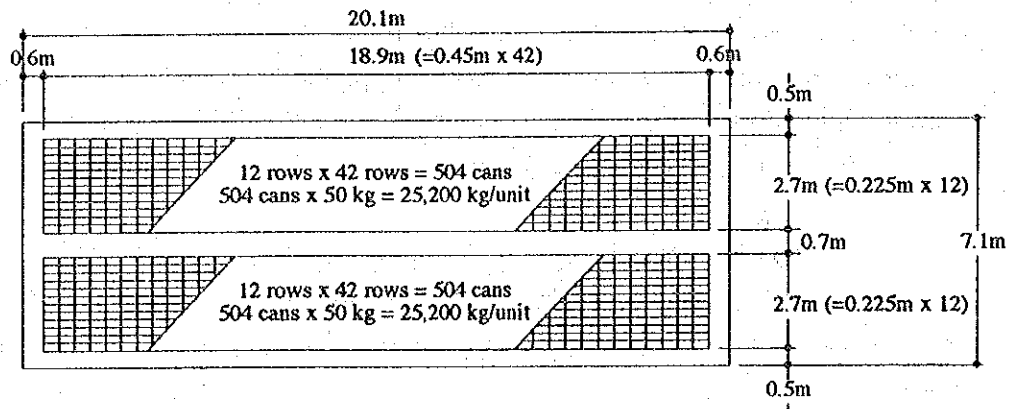 20.1m
0.6m
18.9m (=0.45m x 42)
0.6m
0.5m
12 rows x 42 rows = 504 cans
504 cans x 50 kg = 25,200 kg/unit
2.7m (=0.225m x 12)
0.7m
7.1m
12 rows x 42 rows = 504 cans
504 cans x 50 kg = 25,200 kg/unit
2.7m (=0.225m x 12)
0.5m